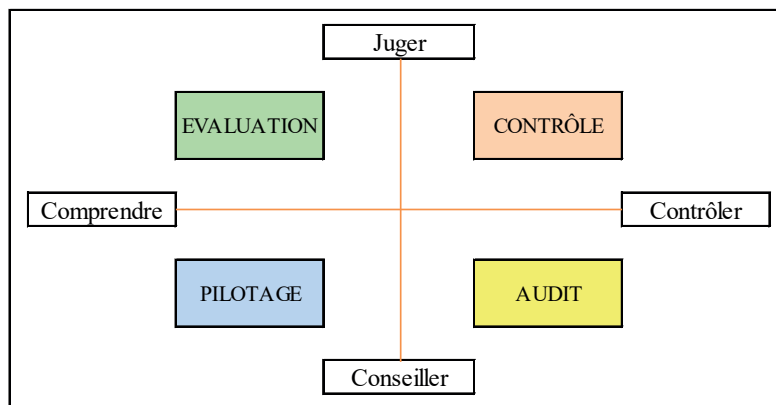 Juger
EVALUATION
CONTRÔLE
Comprendre
Contrôler
PILOTAGE
AUDIT
Conseiller